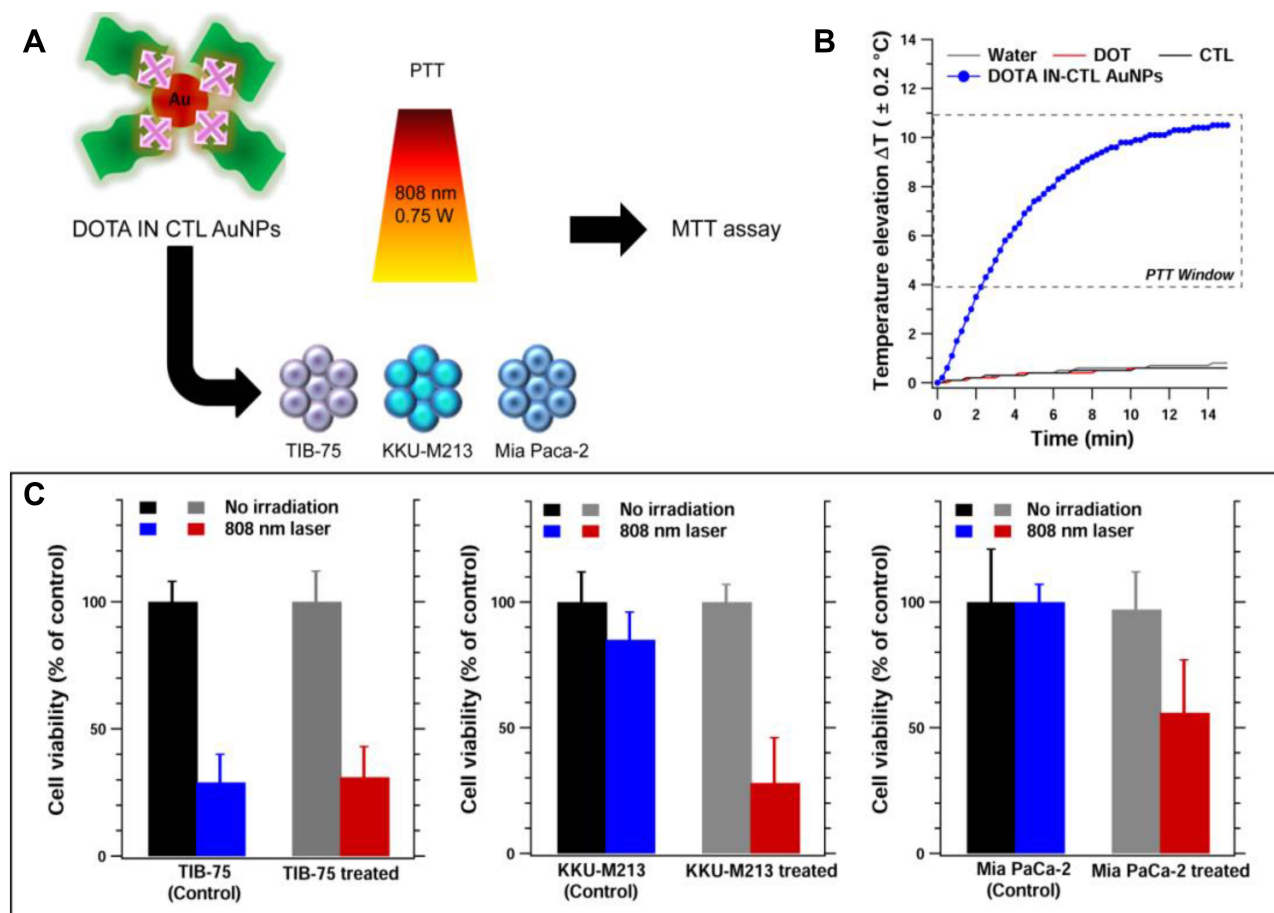 A
Au
DOTA IN CTL AuNPs
PTT
808 nm
0.75 W
MTT assay
TIB-75
KKU-M213
Mia Paca-2
B
Water
DOT
CTL
DOTA IN-CTL AuNPs
Temperature elevation ΔT ( ± 0.2 °C)
14
12
10
8
6
4
2
0
PTT Window
0
2
4
6
8
10
12
14
Time (min)
C
No irradiation
808 nm laser
Cell viability (% of control)
100
50
0
TIB-75
(Control)
TIB-75 treated
No irradiation
808 nm laser
Cell viability (% of control)
100
50
0
KKU-M213
(Control)
KKU-M213 treated
No irradiation
808 nm laser
Cell viability (% of control)
100
50
0
Mia PaCa-2
(Control)
Mia PaCa-2 treated